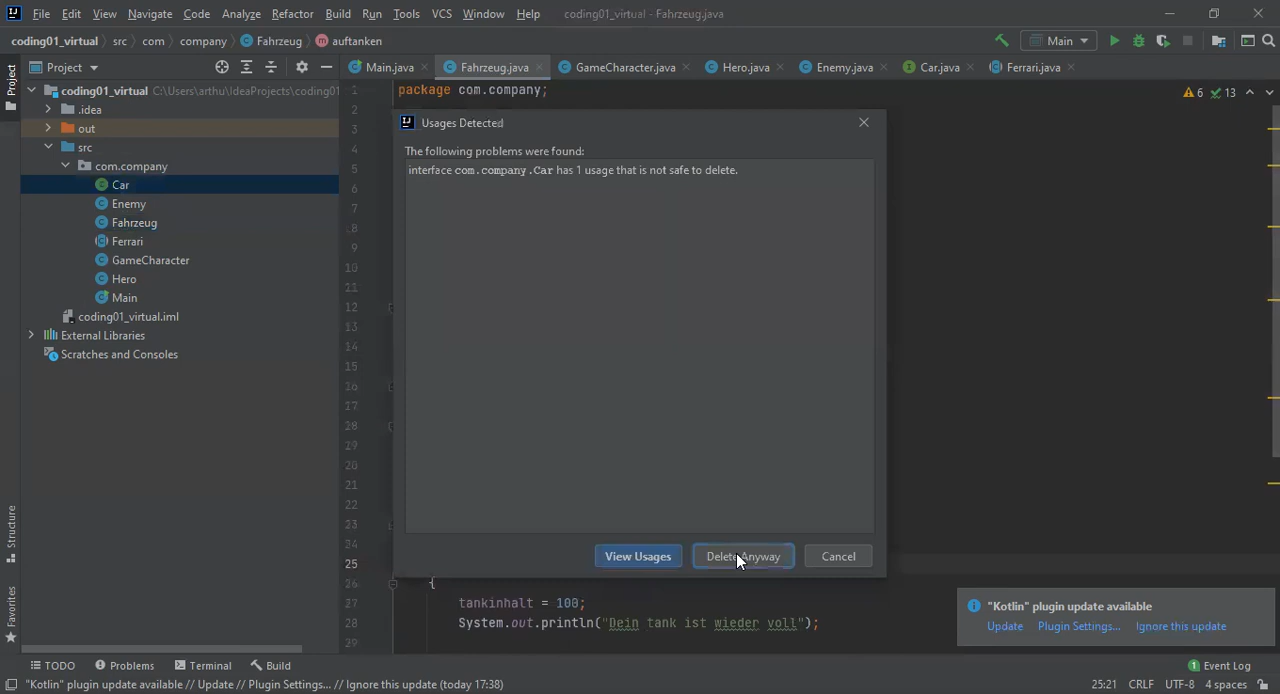 File Edit View Navigate Code Analyze Refactor Build Run Tools VCS Window Help coding01_virtual - Fahrzeug.java
coding01_virtual src com company Fahrzeug auftanken Main
Project Main.java Fahrzeug.java GameCharacter.java Hero.java Enemy.java Car.java Ferrari.java
Project
coding01_virtual C:\Users\arthu\IdeaProjects\coding01
.idea
out
src
com.company
Car
Enemy
Fahrzeug
Ferrari
GameCharacter
Hero
Main
coding01_virtual.iml
External Libraries
Scratches and Consoles
Structure
Favorites
1 package com.company;
6 13
2
3
4
5
6
7
8
9
10
11
12
13
14
15
16
17
20
21
22
23
24
25
26 {
27 tankinhalt = 100;
28 System.out.println("Dein tank ist wieder voll");
29
Usages Detected
The following problems were found:
interface com.company.Car has 1 usage that is not safe to delete.
View Usages Delete Anyway Cancel
"Kotlin" plugin update available
Update Plugin Settings... Ignore this update
TODO Problems Terminal Build 1 Event Log
"Kotlin" plugin update available // Update // Plugin Settings... // Ignore this update (today 17:38) 25:21 CRLF UTF-8 4 spaces